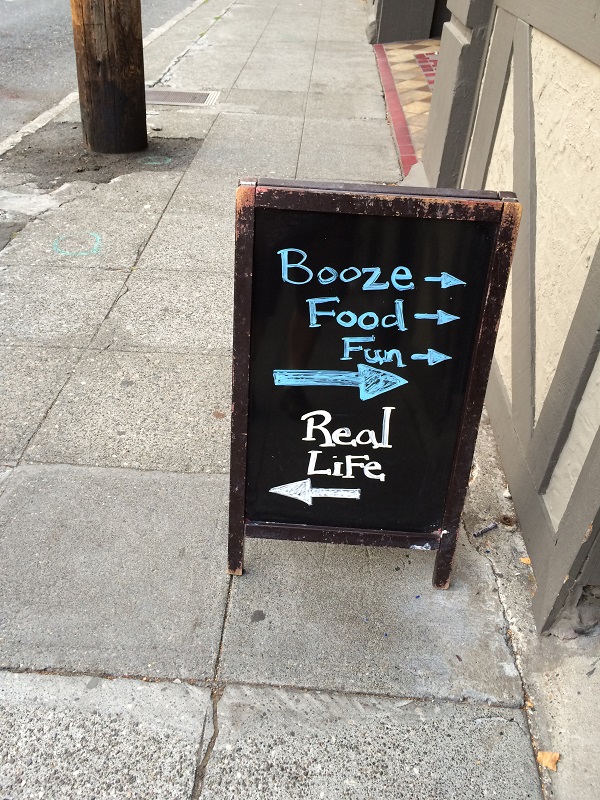 Booze →
Food →
Fun →
Real
Life